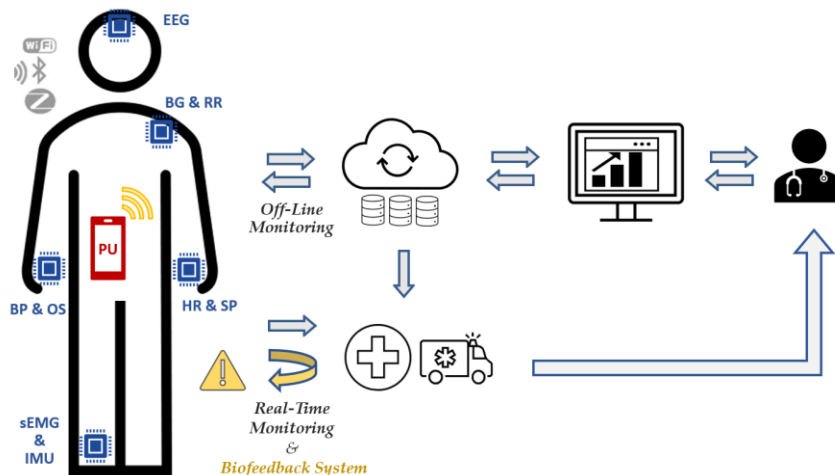 EEG
WiFi
BG & RR
Off-Line
Monitoring
PU
BP & OS
HR & SP
sEMG
&
IMU
Real-Time
Monitoring
&
Biofeedback System